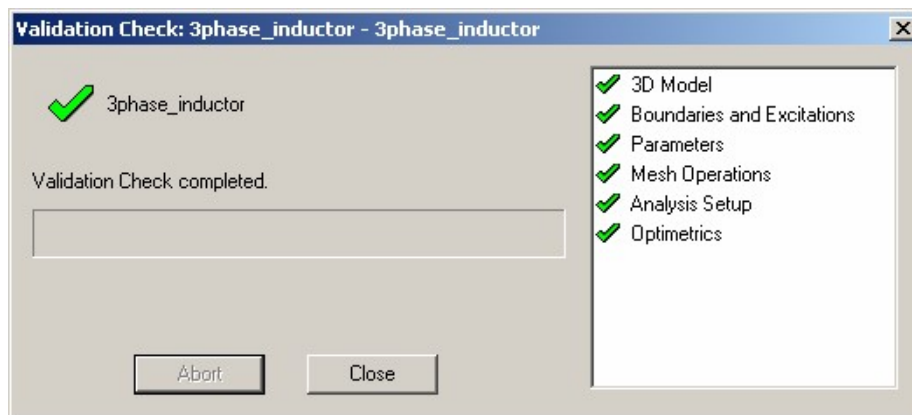 Validation Check: 3phase_inductor - 3phase_inductor
3phase_inductor
Validation Check completed.
Abort
Close
3D Model
Boundaries and Excitations
Parameters
Mesh Operations
Analysis Setup
Optimetrics